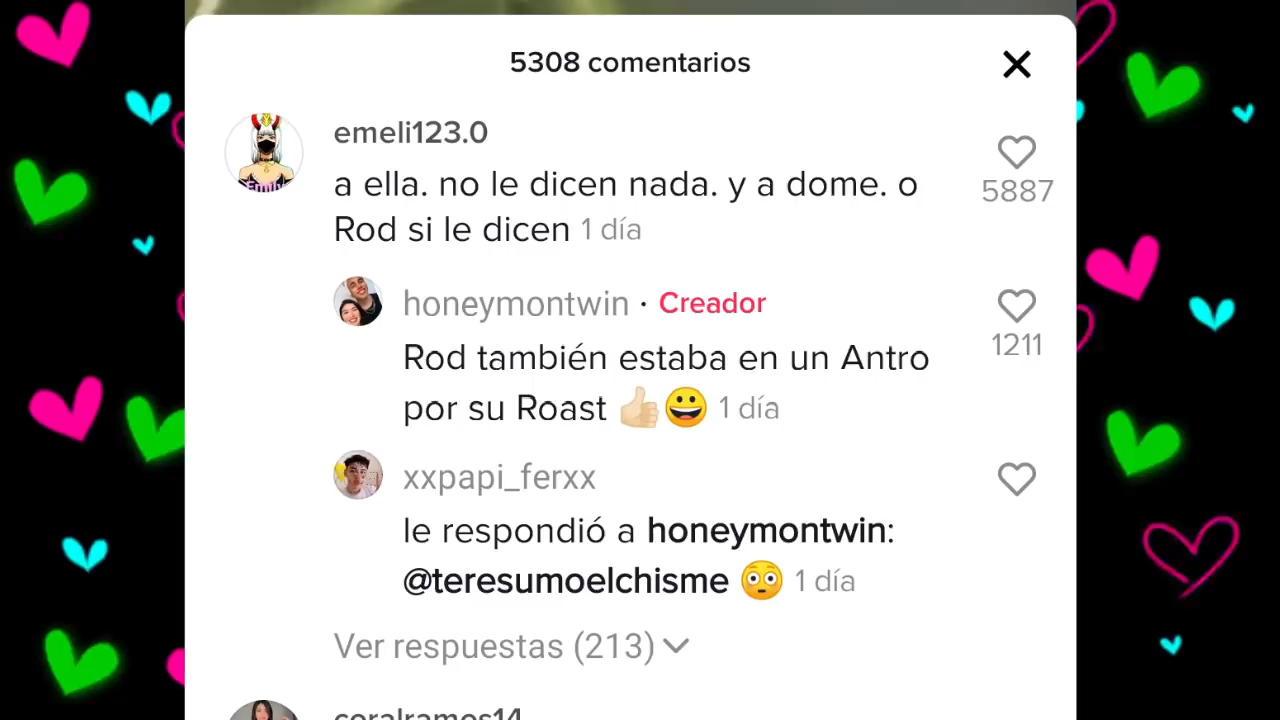 5308 comentarios
emeli123.0
a ella. no le dicen nada. y a dome. o
Rod si le dicen 1 día
5887
honeymontwin · Creador
Rod también estaba en un Antro
por su Roast 👍🏻😀 1 día
1211
xxpapi_ferxx
le respondió a honeymontwin:
@teresumoelchisme 😳 1 día
Ver respuestas (213)
coralramos14